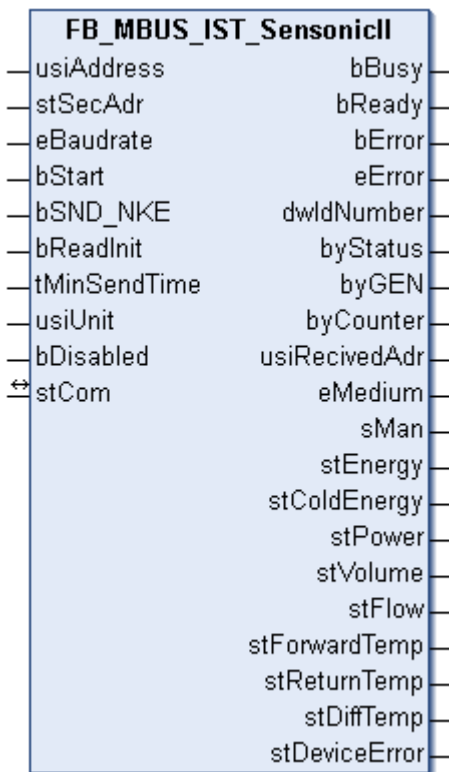 FB_MBUS_IST_SensonicII
usiAddress bBusy
stSecAdr bReady
eBaudrate bError
bStart eError
bSND_NKE dwIdNumber
bReadInit byStatus
tMinSendTime byGEN
usiUnit byCounter
bDisabled usiRecivedAdr
stCom eMedium
sMan
stEnergy
stColdEnergy
stPower
stVolume
stFlow
stForwardTemp
stReturnTemp
stDiffTemp
stDeviceError